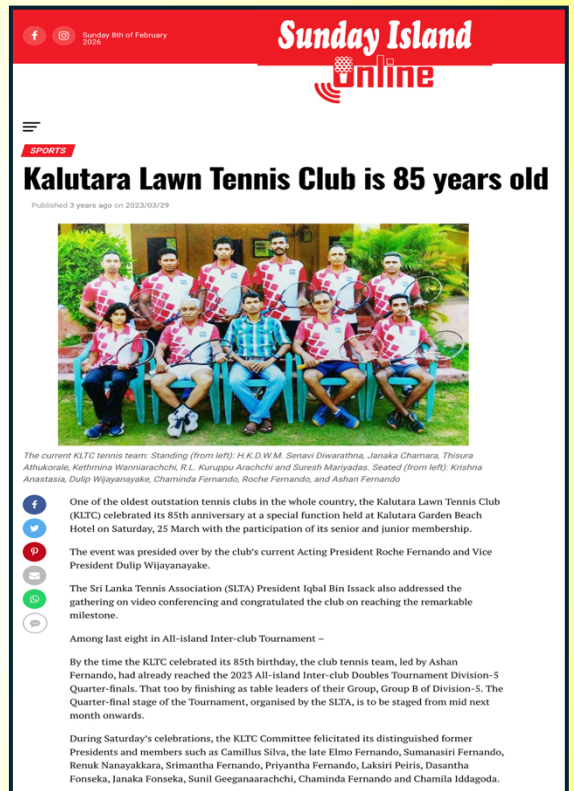 Sunday 8th of February
2026
Sunday Island
Online
SPORTS
Kalutara Lawn Tennis Club is 85 years old
Published 3 years ago on 2023/03/29
The current KLTC tennis team: Standing (from left): H.K.D.W.M. Senavi Diwarathna, Janaka Chamara, Thisura
Athukorale, Kethmina Wanniarachchi, R.L. Kuruppu Arachchi and Suresh Mariyadas. Seated (from left): Krishna
Anastasia, Dulip Wijayanayake, Chaminda Fernando, Roche Fernando, and Ashan Fernando
One of the oldest outstation tennis clubs in the whole country, the Kalutara Lawn Tennis Club
(KLTC) celebrated its 85th anniversary at a special function held at Kalutara Garden Beach
Hotel on Saturday, 25 March with the participation of its senior and junior membership.
The event was presided over by the club's current Acting President Roche Fernando and Vice
President Dulip Wijayanayake.
The Sri Lanka Tennis Association (SLTA) President Iqbal Bin Issack also addressed the
gathering on video conferencing and congratulated the club on reaching the remarkable
milestone.
Among last eight in All-island Inter-club Tournament –
By the time the KLTC celebrated its 85th birthday, the club tennis team, led by Ashan
Fernando, had already reached the 2023 All-island Inter-club Doubles Tournament Division-5
Quarter-finals. That too by finishing as table leaders of their Group, Group B of Division-5. The
Quarter-final stage of the Tournament, organised by the SLTA, is to be staged from mid next
month onwards.
During Saturday's celebrations, the KLTC Committee felicitated its distinguished former
Presidents and members such as Camillus Silva, the late Elmo Fernando, Sumanasiri Fernando,
Renuk Nanayakkara, Srimantha Fernando, Priyantha Fernando, Laksiri Peiris, Dasantha
Fonseka, Janaka Fonseka, Sunil Geeganaarachchi, Chaminda Fernando and Chamila Iddagoda.